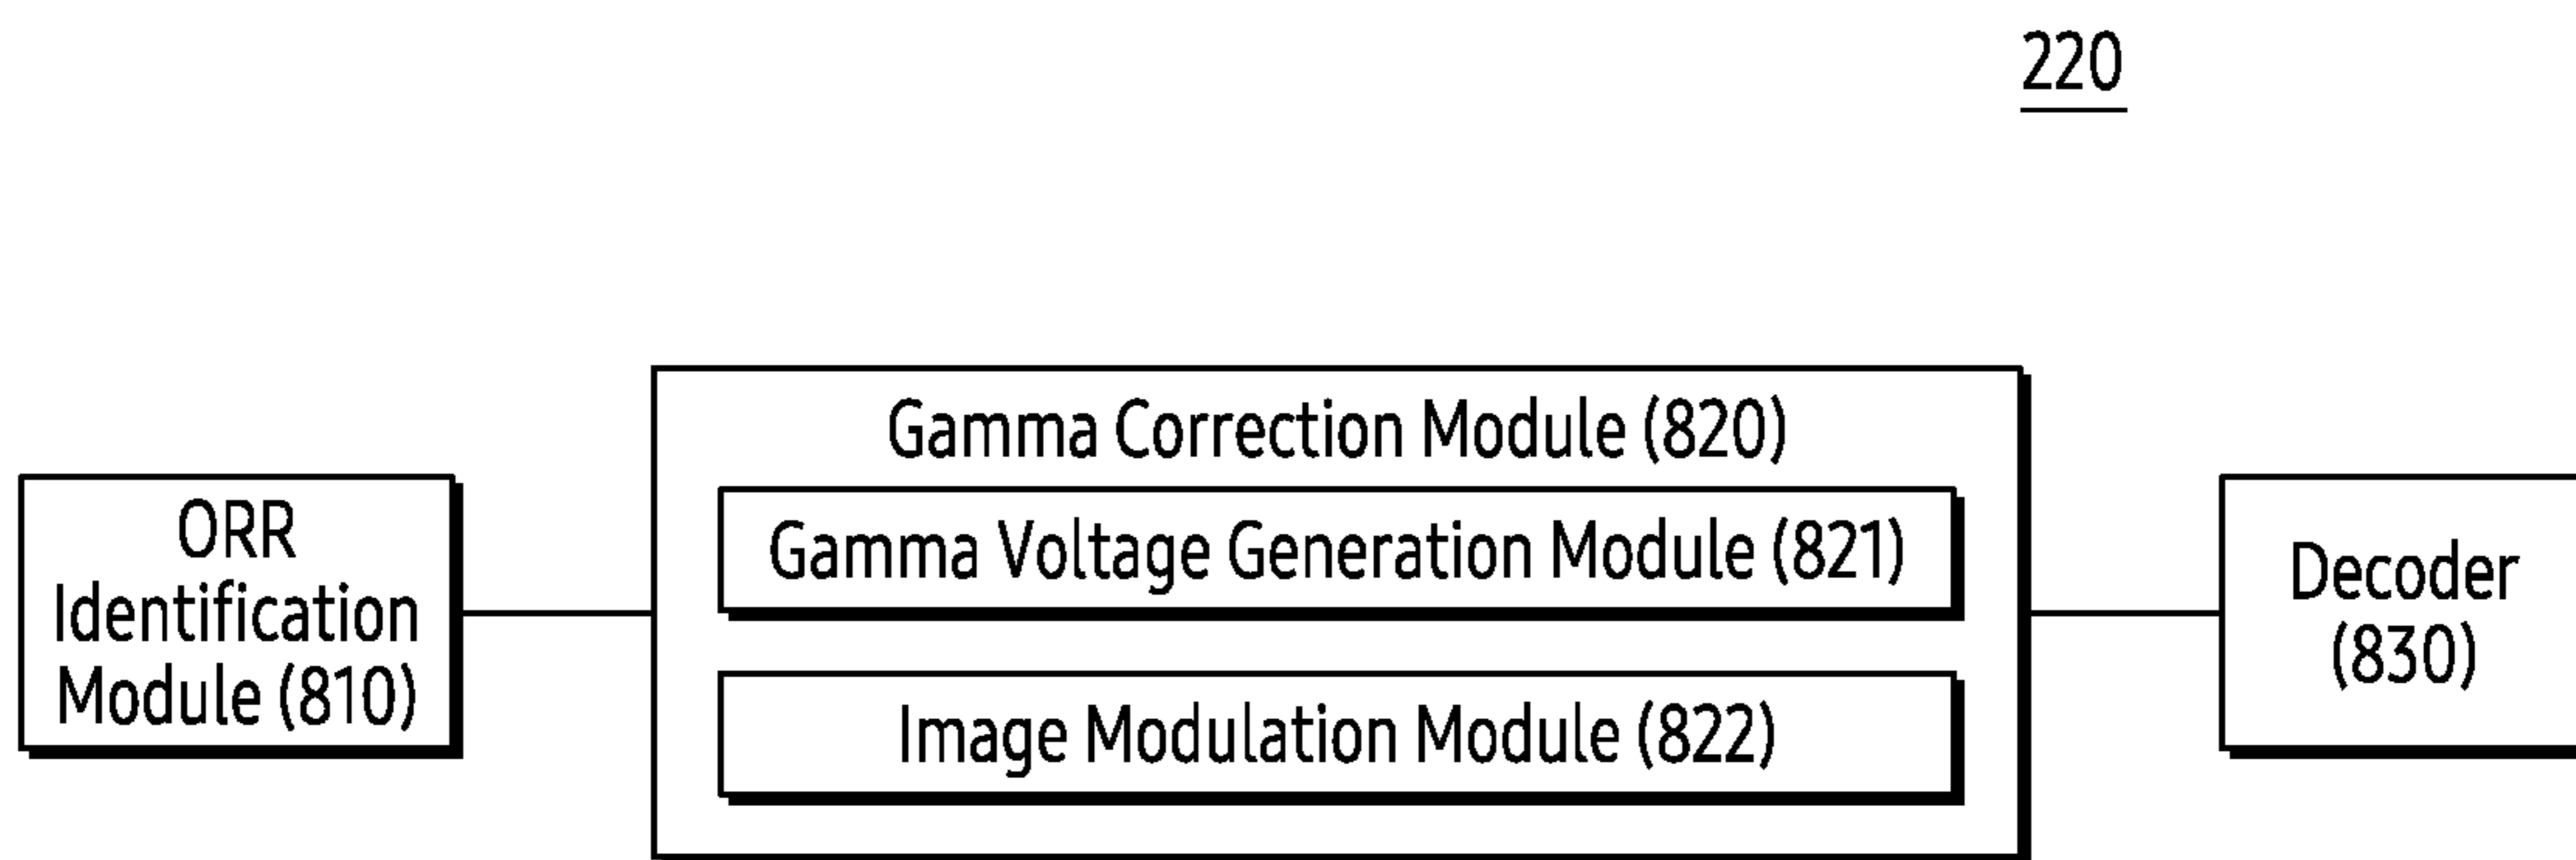 220
Gamma Correction Module (820)
ORR
Identification
Module (810)
Gamma Voltage Generation Module (821)
Image Modulation Module (822)
Decoder
(830)